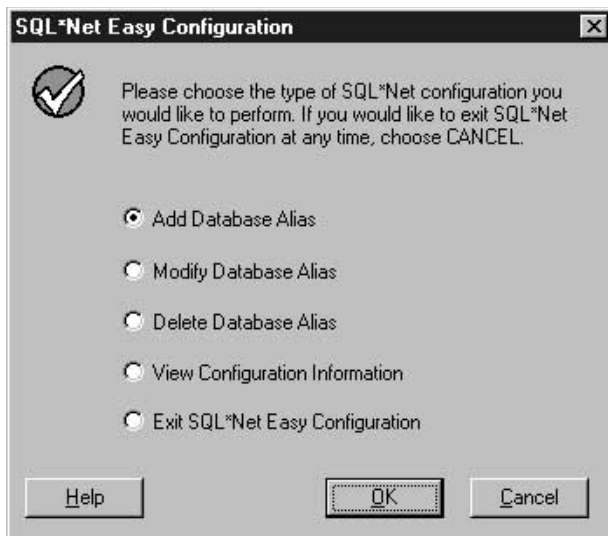 SQL*Net Easy Configuration
Please choose the type of SQL*Net configuration you
would like to perform. If you would like to exit SQL*Net
Easy Configuration at any time, choose CANCEL.
Add Database Alias
Modify Database Alias
Delete Database Alias
View Configuration Information
Exit SQL*Net Easy Configuration
Help OK Cancel